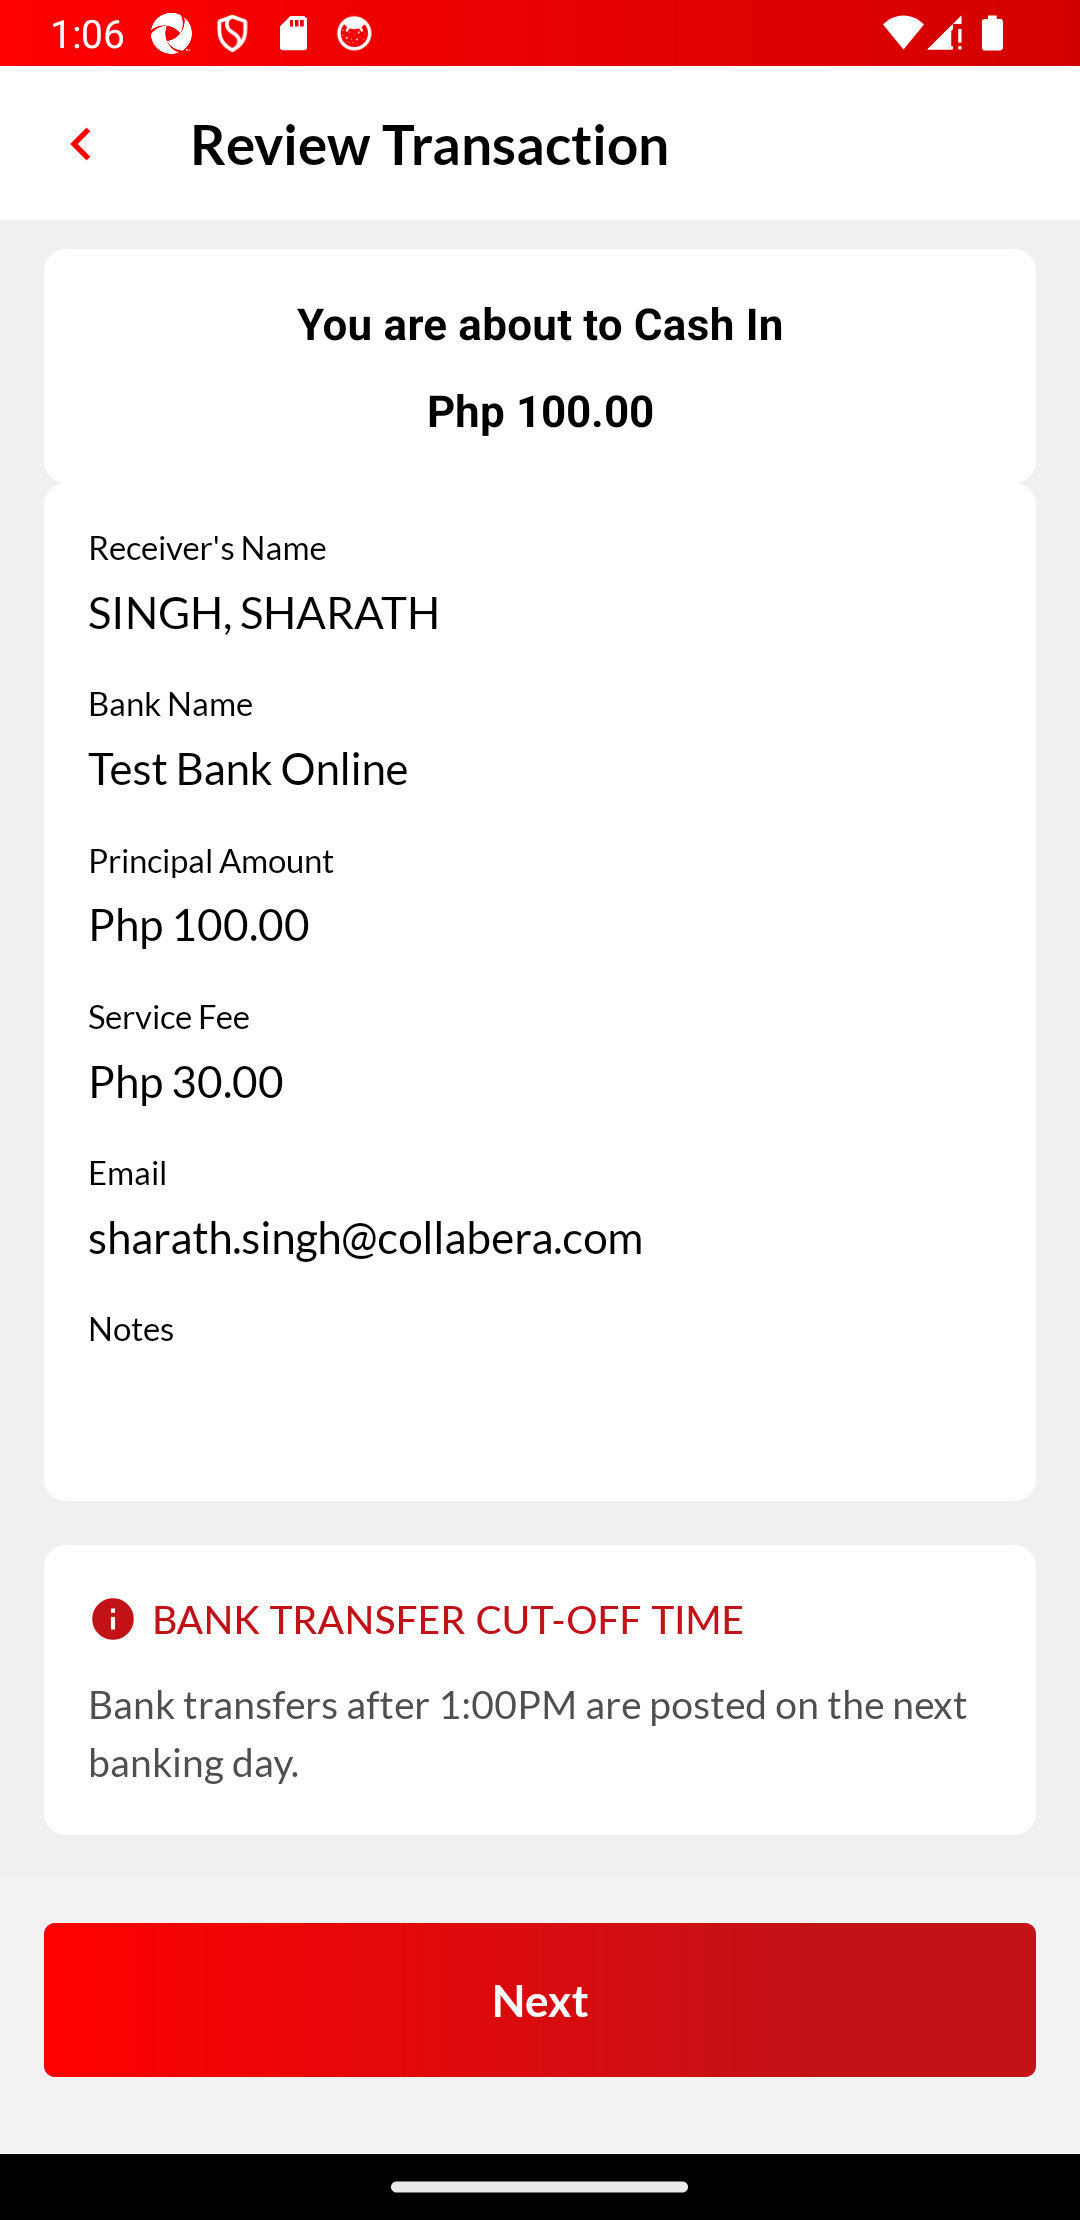 1:06
Review Transaction
You are about to Cash In
Php 100.00
Receiver's Name
SINGH, SHARATH
Bank Name
Test Bank Online
Principal Amount
Php 100.00
Service Fee
Php 30.00
Email
sharath.singh@collabera.com
Notes
BANK TRANSFER CUT-OFF TIME
Bank transfers after 1:00PM are posted on the next
banking day.
Next